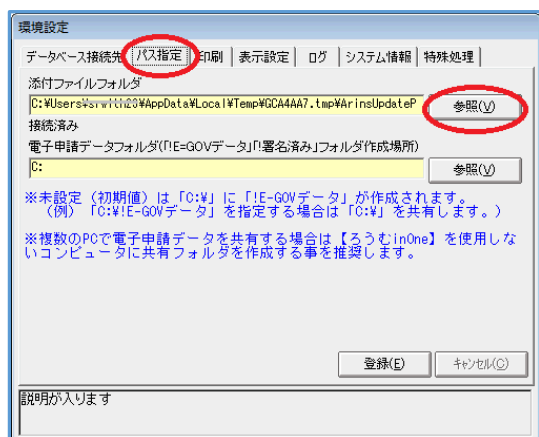 環境設定
データベース接続先 パス指定 印刷 表示設定 ログ システム情報 特殊処理
添付ファイルフォルダ
C:¥Users¥srwith20¥AppData¥Local¥Temp¥GCA4AA7.tmp¥ArinsUpdateP 参照(V)
接続済み
電子申請データフォルダ(「!E=GOVデータ」「!署名済み」フォルダ作成場所)
C: 参照(V)
※未設定（初期値）は「C:¥」に「!E-GOVデータ」が作成されます。
（例）「C:¥!E-GOVデータ」を指定する場合は「C:¥」を共有します。）
※複数のPCで電子申請データを共有する場合は【ろうむinOne】を使用しな
いコンピュータに共有フォルダを作成する事を推奨します。
登録(E) キャンセル(C)
説明が入ります